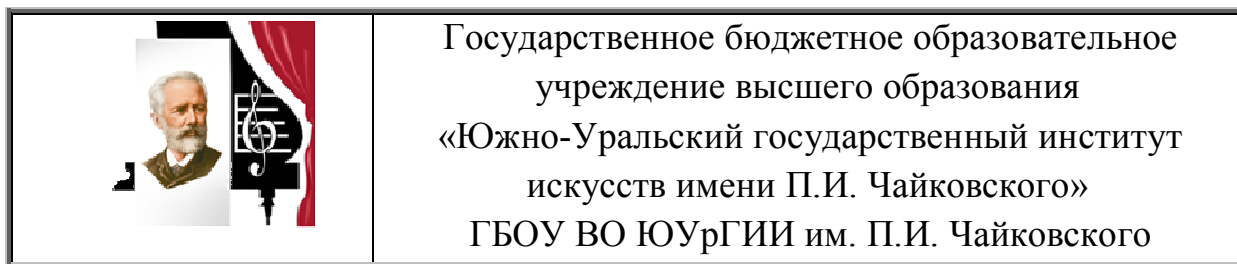 Государственное бюджетное образовательное
учреждение высшего образования
«Южно-Уральский государственный институт
искусств имени П.И. Чайковского»
ГБОУ ВО ЮУрГИИ им. П.И. Чайковского